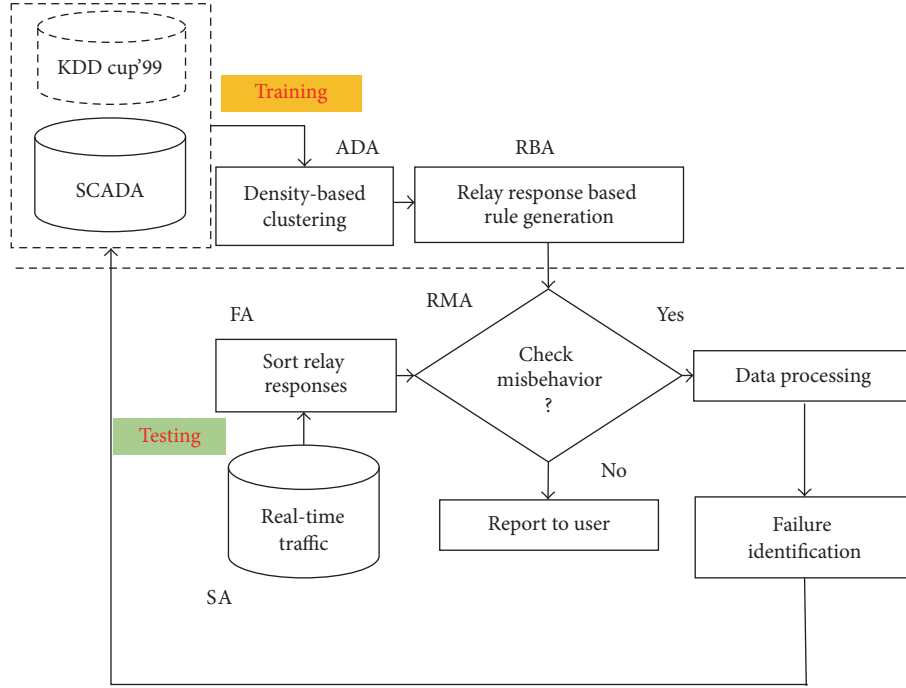 KDD cup'99
Training
SCADA
ADA
RBA
Density-based
clustering
Relay response based
rule generation
FA
RMA
Yes
Sort relay
responses
Check
misbehavior
?
Data processing
Testing
No
Real-time
traffic
Report to user
Failure
identification
SA